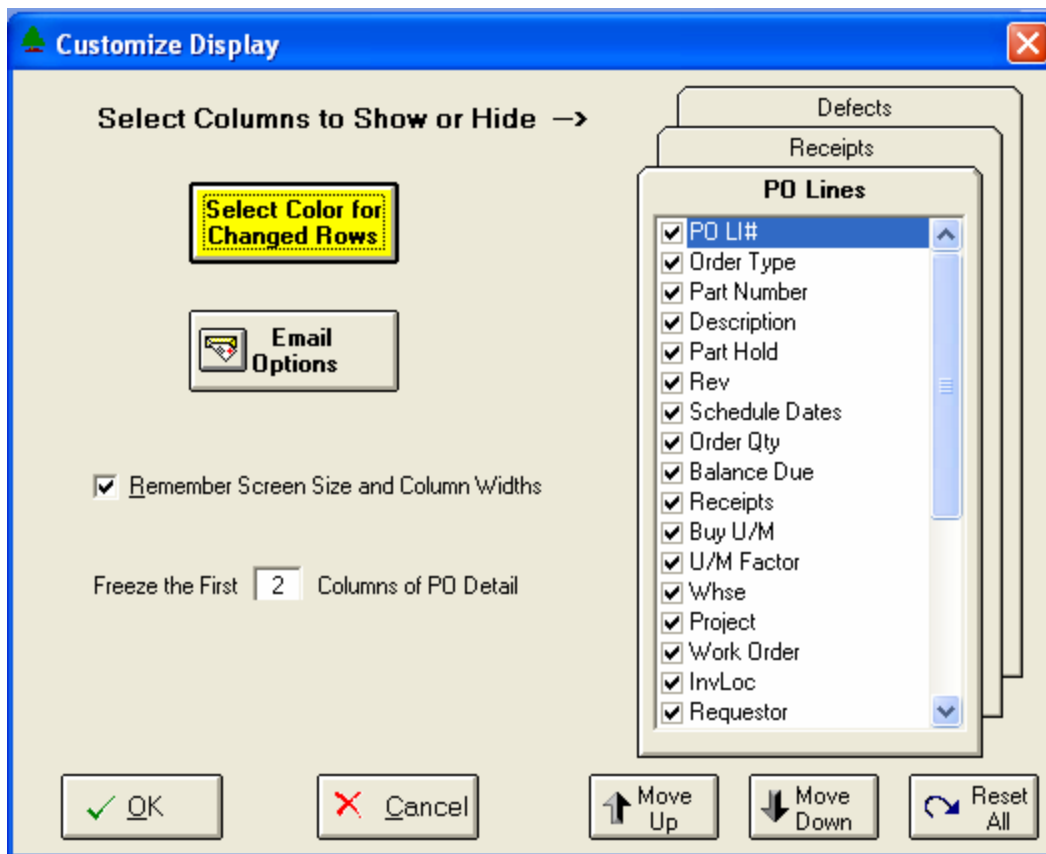 Customize Display
Select Columns to Show or Hide -->
Defects
Receipts
PO Lines
Select Color for
Changed Rows
Email
Options
Remember Screen Size and Column Widths
Freeze the First 2 Columns of PO Detail
PO LI#
Order Type
Part Number
Description
Part Hold
Rev
Schedule Dates
Order Qty
Balance Due
Receipts
Buy U/M
U/M Factor
Whse
Project
Work Order
InvLoc
Requestor
OK
Cancel
Move
Up
Move
Down
Reset
All